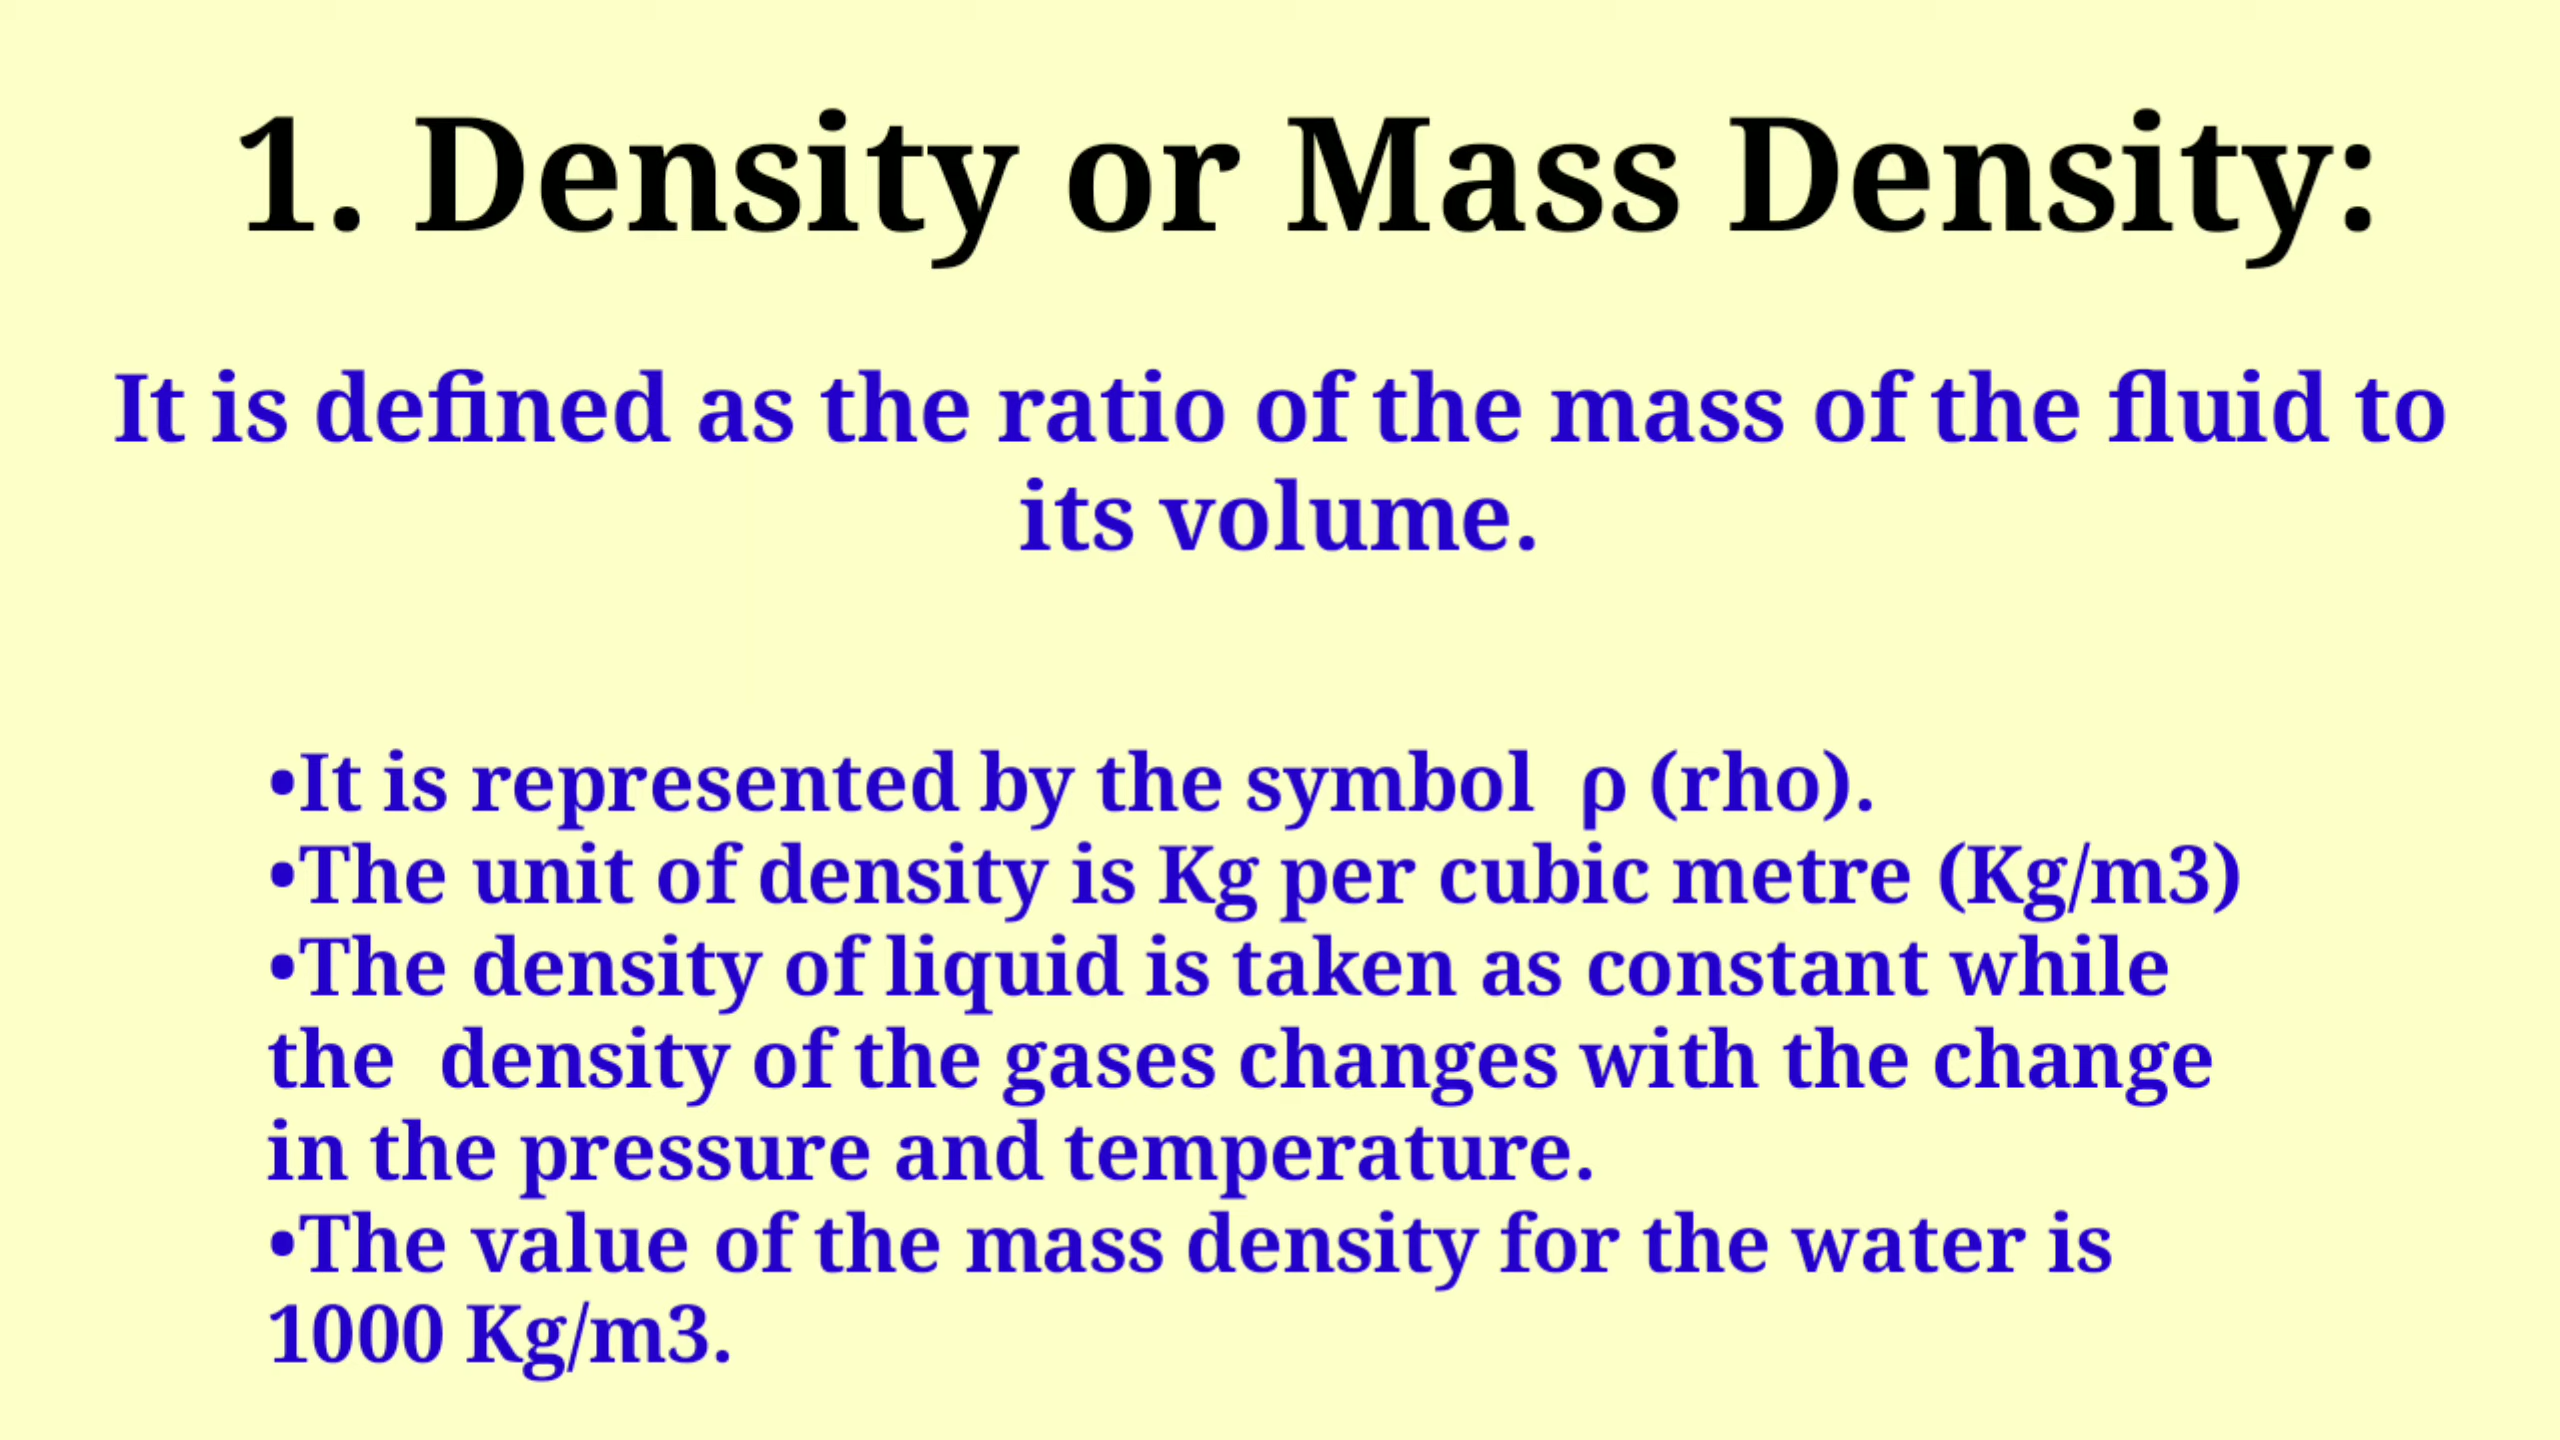 1. Density or Mass Density:
It is defined as the ratio of the mass of the fluid to
its volume.
•It is represented by the symbol  ρ (rho).
•The unit of density is Kg per cubic metre (Kg/m3)
•The density of liquid is taken as constant while
the  density of the gases changes with the change
in the pressure and temperature.
•The value of the mass density for the water is
1000 Kg/m3.